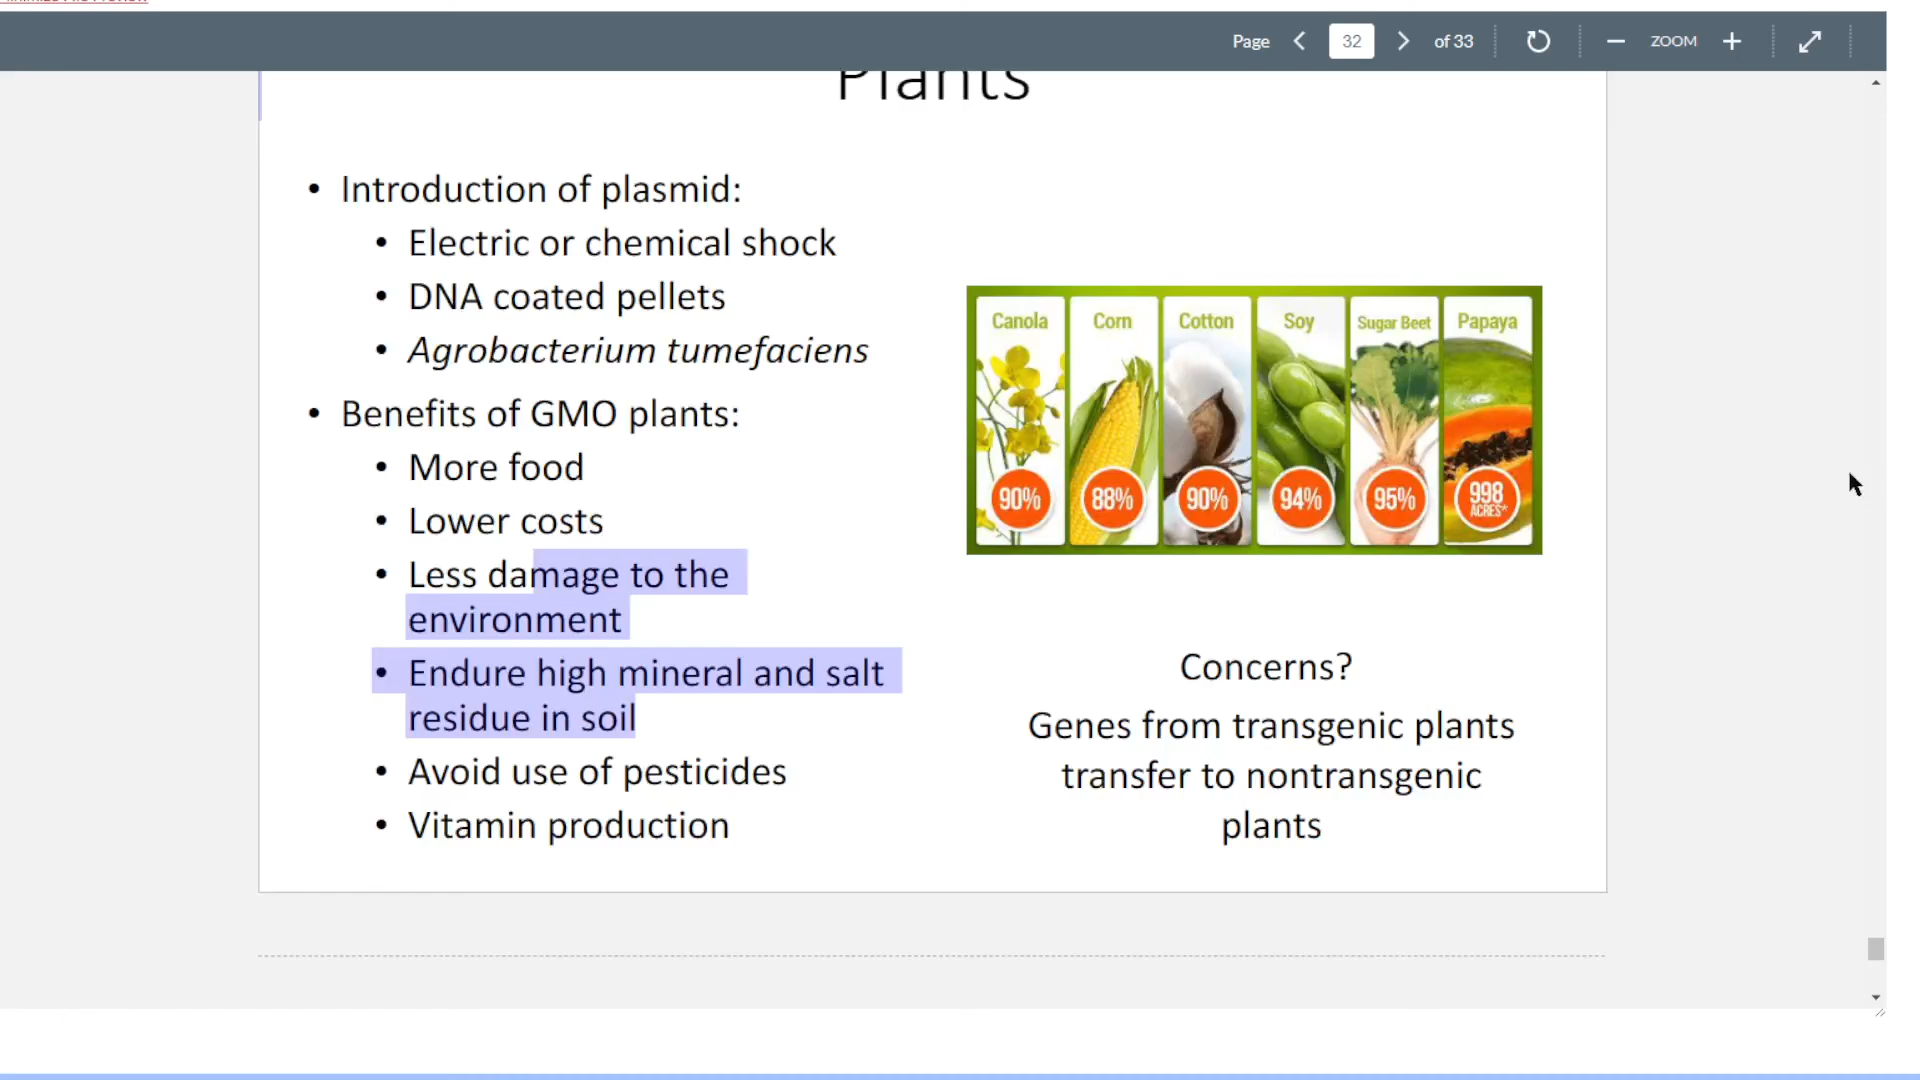 Page 32 of 33 ZOOM
Plants
• Introduction of plasmid:
• Electric or chemical shock
• DNA coated pellets
• Agrobacterium tumefaciens
• Benefits of GMO plants:
• More food
• Lower costs
• Less damage to the
environment
• Endure high mineral and salt
residue in soil
• Avoid use of pesticides
• Vitamin production
Canola Corn Cotton Soy Sugar Beet Papaya
90% 88% 90% 94% 95% 998
ACRES*
Concerns?
Genes from transgenic plants
transfer to nontransgenic
plants